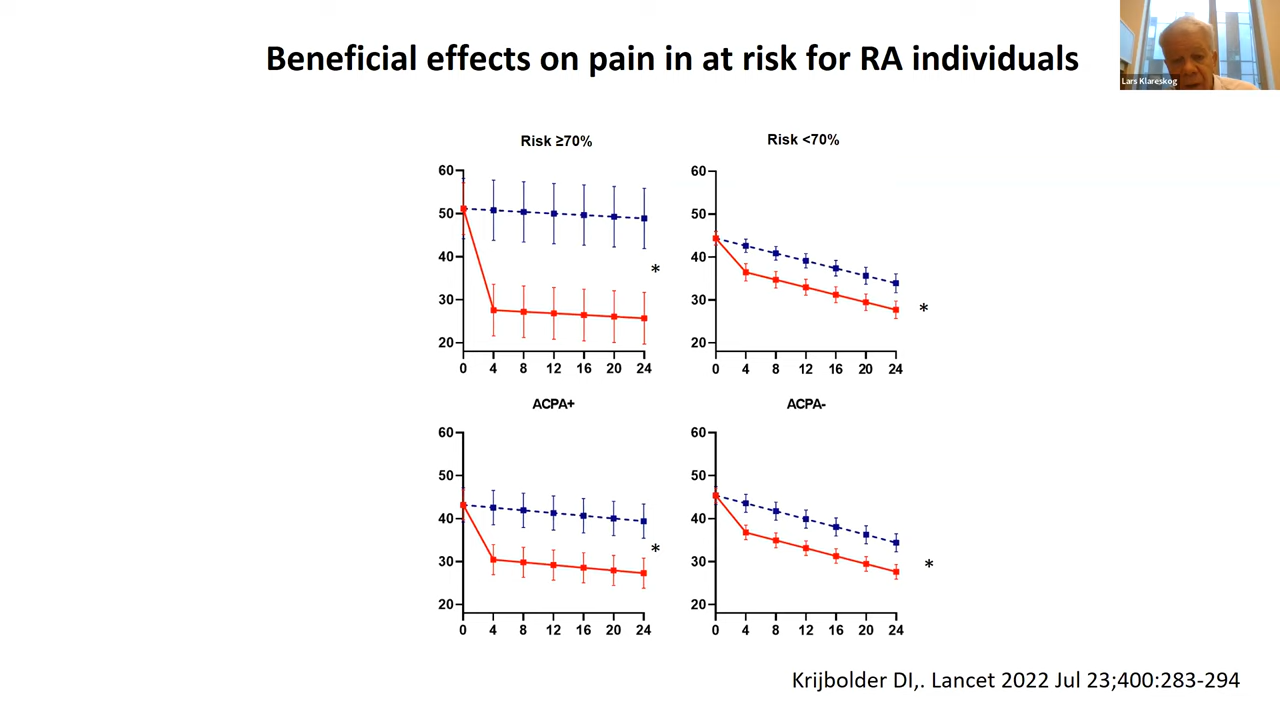 Beneficial effects on pain in at risk for RA individuals
Lars Klareskog
Risk ≥70%
60
50
40
30
20
0 4 8 12 16 20 24
*
Risk <70%
60
50
40
30
20
0 4 8 12 16 20 24
*
ACPA+
60
50
40
30
20
0 4 8 12 16 20 24
*
ACPA-
60
50
40
30
20
0 4 8 12 16 20 24
*
Krijbolder DI,. Lancet 2022 Jul 23;400:283-294